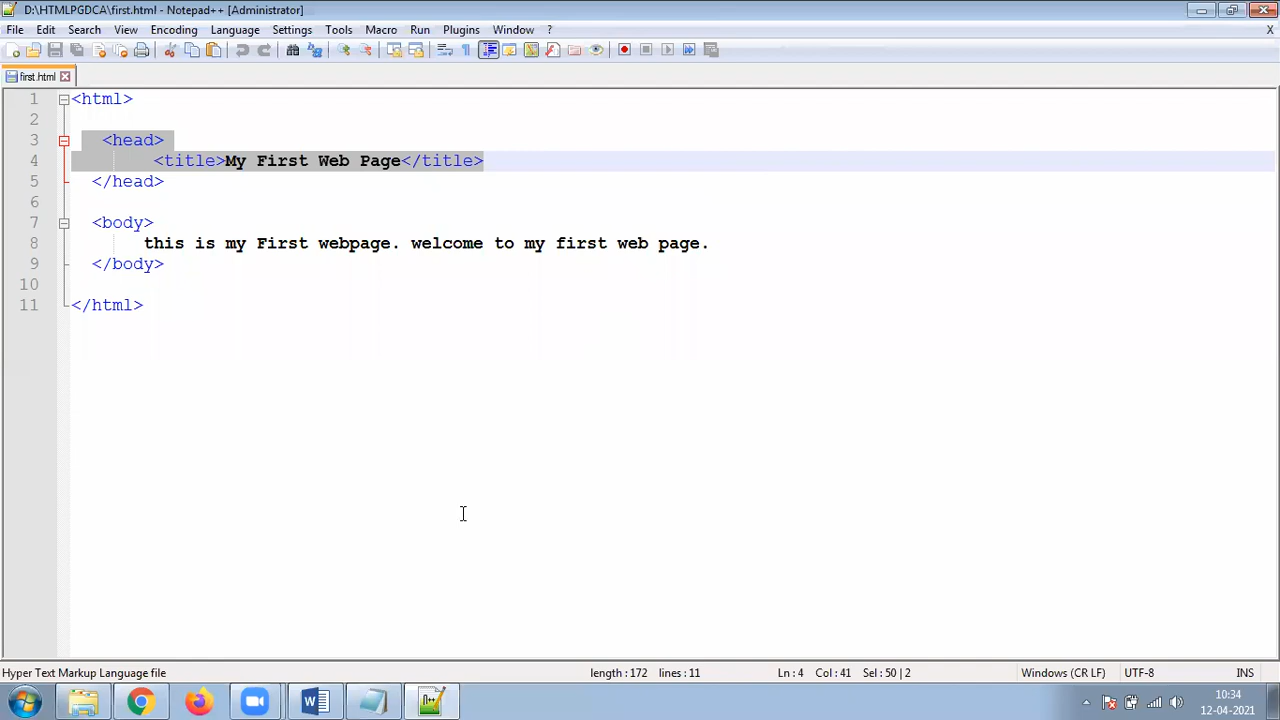 D:\HTMLPGDCA\first.html - Notepad++ [Administrator]
File Edit Search View Encoding Language Settings Tools Macro Run Plugins Window ? X
first.html
1 <html>
2
3 <head>
4 <title>My First Web Page</title>
5 </head>
6
7 <body>
8 this is my First webpage. welcome to my first web page.
9 </body>
10
11 </html>
Hyper Text Markup Language file length : 172 lines : 11 Ln : 4 Col : 41 Sel : 50 | 2 Windows (CR LF) UTF-8 INS
10:34
12-04-2021